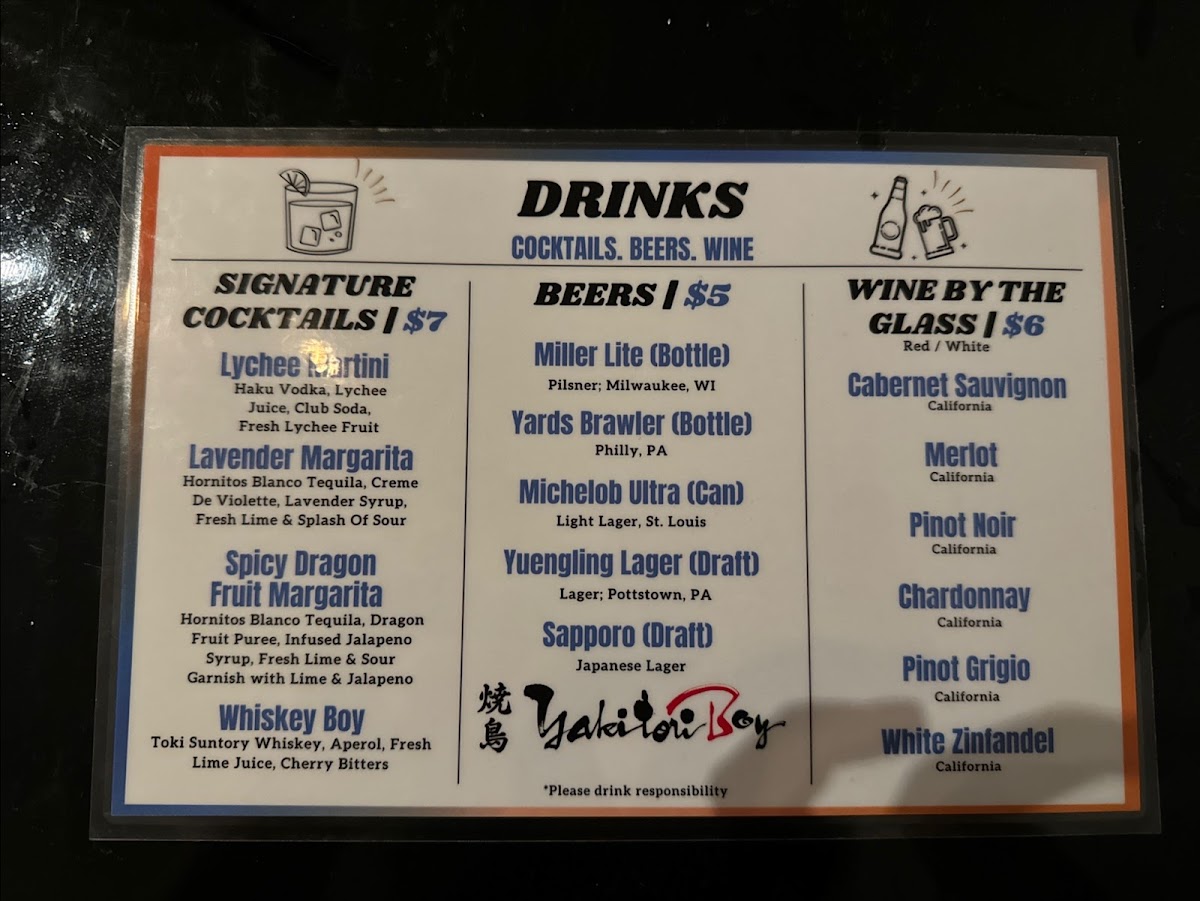 DRINKS
COCKTAILS. BEERS. WINE
SIGNATURE
COCKTAILS | $7
Lychee Martini
Haku Vodka, Lychee
Juice, Club Soda,
Fresh Lychee Fruit
Lavender Margarita
Hornitos Blanco Tequila, Creme
De Violette, Lavender Syrup,
Fresh Lime & Splash Of Sour
Spicy Dragon
Fruit Margarita
Hornitos Blanco Tequila, Dragon
Fruit Puree, Infused Jalapeno
Syrup, Fresh Lime & Sour
Garnish with Lime & Jalapeno
Whiskey Boy
Toki Suntory Whiskey, Aperol, Fresh
Lime Juice, Cherry Bitters
BEERS | $5
Miller Lite (Bottle)
Pilsner; Milwaukee, WI
Yards Brawler (Bottle)
Philly, PA
Michelob Ultra (Can)
Light Lager, St. Louis
Yuengling Lager (Draft)
Lager; Pottstown, PA
Sapporo (Draft)
Japanese Lager
焼鳥 Yakitori Boy
*Please drink responsibility
WINE BY THE
GLASS | $6
Red / White
Cabernet Sauvignon
California
Merlot
California
Pinot Noir
California
Chardonnay
California
Pinot Grigio
California
White Zinfandel
California